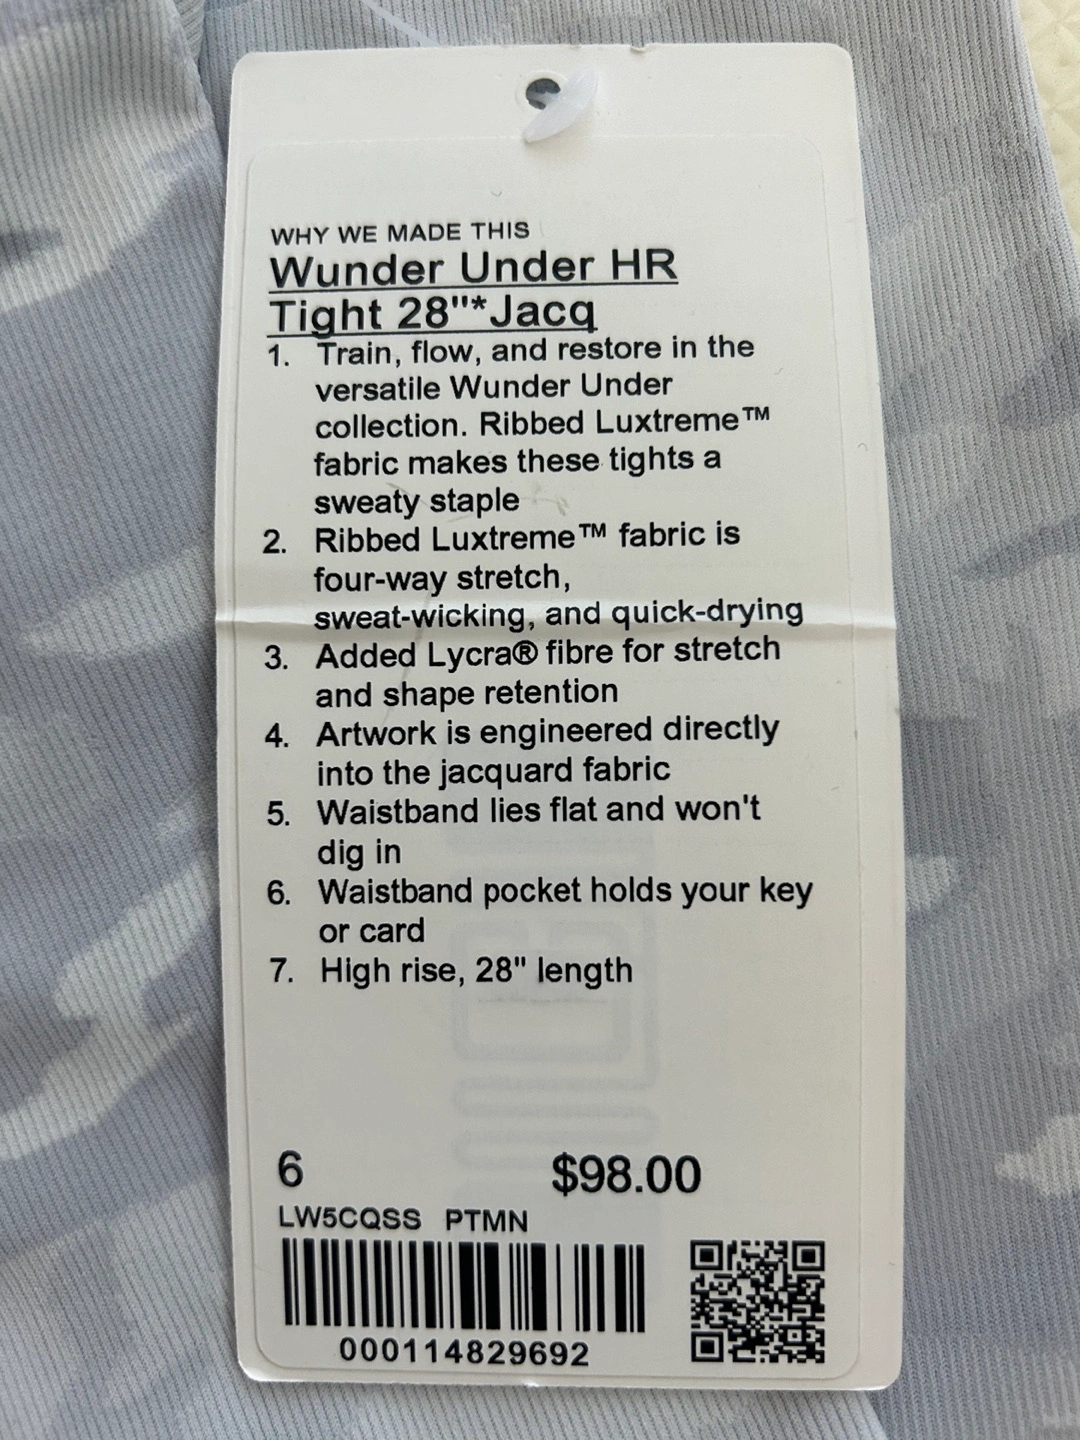 WHY WE MADE THIS
Wunder Under HR
Tight 28"*Jacq
1. Train, flow, and restore in the
versatile Wunder Under
collection. Ribbed Luxtreme™
fabric makes these tights a
sweaty staple
2. Ribbed Luxtreme™ fabric is
four-way stretch,
sweat-wicking, and quick-drying
3. Added Lycra® fibre for stretch
and shape retention
4. Artwork is engineered directly
into the jacquard fabric
5. Waistband lies flat and won't
dig in
6. Waistband pocket holds your key
or card
7. High rise, 28" length
6 $98.00
LW5CQSS PTMN
000114829692